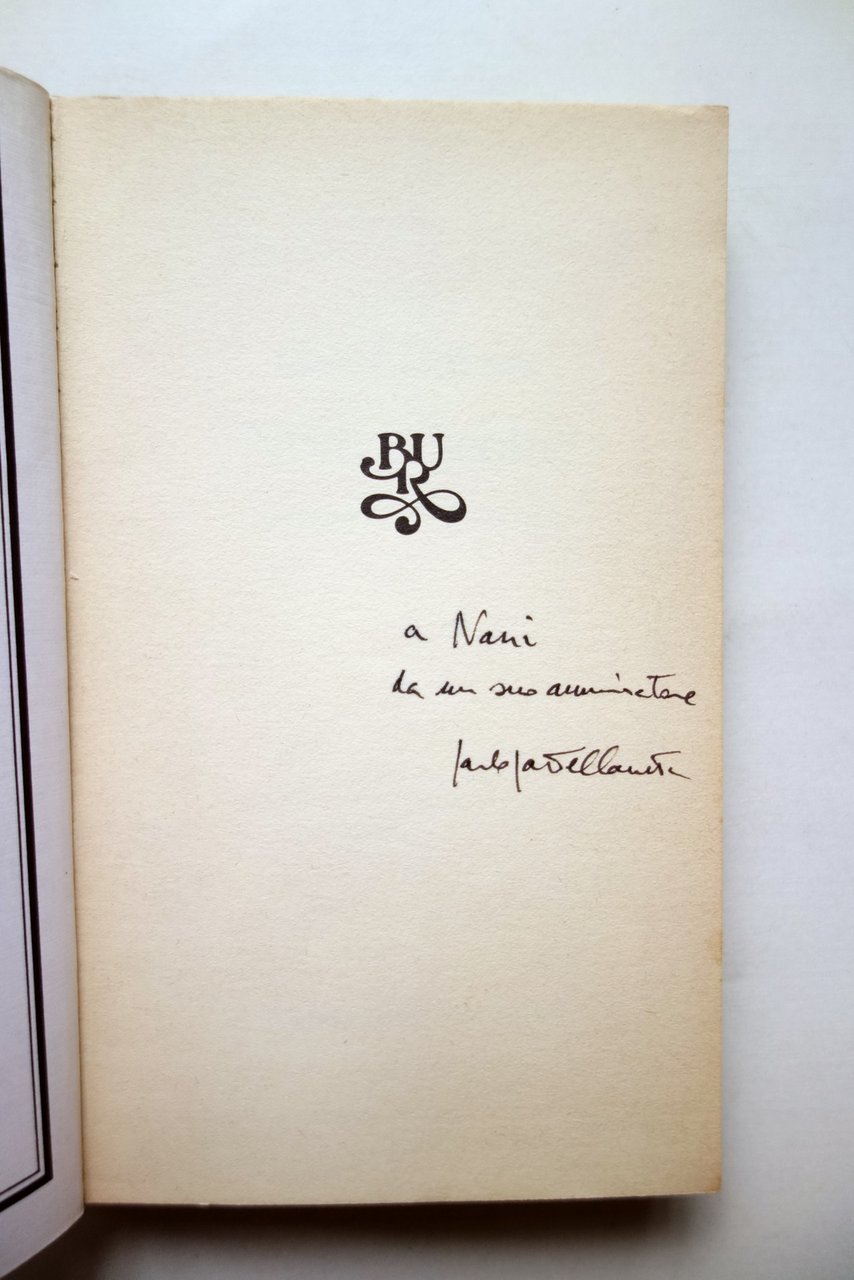 BUR
a Nani
da un suo ammiratore
Carlo Castellaneta